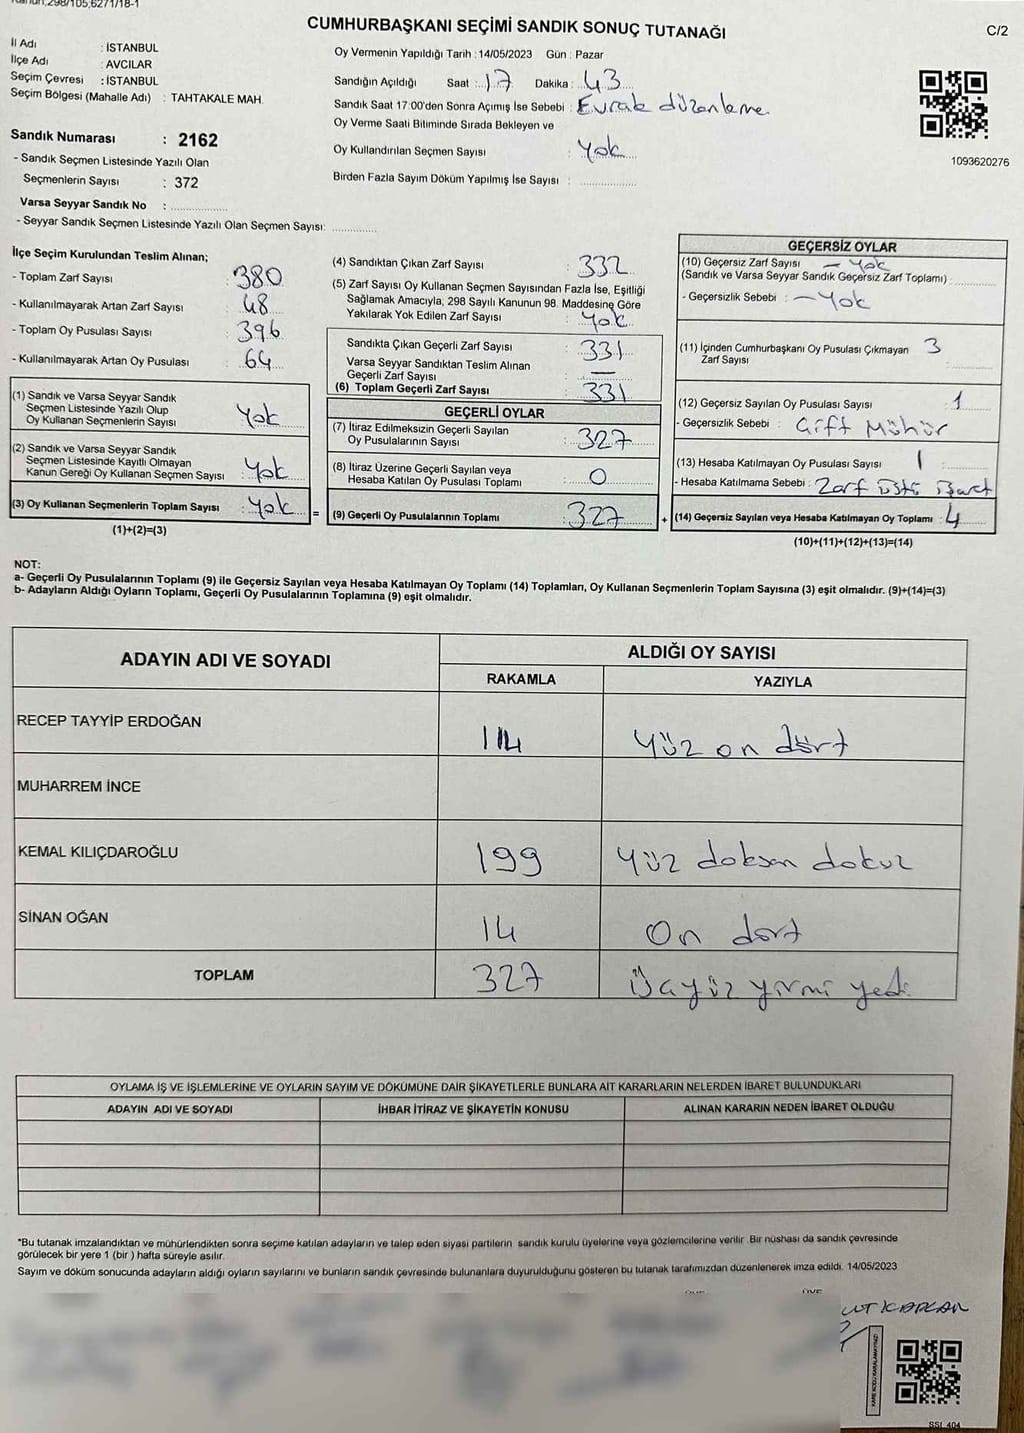 Kanun,298/105,6271/18-1
CUMHURBAŞKANI SEÇİMİ SANDIK SONUÇ TUTANAĞI
C/2
İl Adı : İSTANBUL
İlçe Adı : AVCILAR
Seçim Çevresi : İSTANBUL
Seçim Bölgesi (Mahalle Adı) : TAHTAKALE MAH.
Oy Vermenin Yapıldığı Tarih : 14/05/2023 Gün : Pazar
Sandığın Açıldığı Saat : 17 Dakika : 43
Sandık Saat 17:00'den Sonra Açımış İse Sebebi : Evrak düzenleme
Oy Verme Saati Bitiminde Sırada Bekleyen ve
Oy Kullandırılan Seçmen Sayısı : Yok
Birden Fazla Sayım Döküm Yapılmış İse Sayısı :
1093620276
Sandık Numarası : 2162
- Sandık Seçmen Listesinde Yazılı Olan
Seçmenlerin Sayısı : 372
Varsa Seyyar Sandık No :
- Seyyar Sandık Seçmen Listesinde Yazılı Olan Seçmen Sayısı:
İlçe Seçim Kurulundan Teslim Alınan;
- Toplam Zarf Sayısı : 380
- Kullanılmayarak Artan Zarf Sayısı : 48
- Toplam Oy Pusulası Sayısı : 396
- Kullanılmayarak Artan Oy Pusulası : 64
(1) Sandık ve Varsa Seyyar Sandık
Seçmen Listesinde Yazılı Olup
Oy Kullanan Seçmenlerin Sayısı : Yok
(2) Sandık ve Varsa Seyyar Sandık
Seçmen Listesinde Kayıtlı Olmayan
Kanun Gereği Oy Kullanan Seçmen Sayısı : Yok
(3) Oy Kullanan Seçmenlerin Toplam Sayısı : Yok
(1)+(2)=(3)
=
(4) Sandıktan Çıkan Zarf Sayısı : 332
(5) Zarf Sayısı Oy Kullanan Seçmen Sayısından Fazla İse, Eşitliği
Sağlamak Amacıyla; 298 Sayılı Kanunun 98. Maddesine Göre
Yakılarak Yok Edilen Zarf Sayısı : Yok
Sandıkta Çıkan Geçerli Zarf Sayısı : 331
Varsa Seyyar Sandıktan Teslim Alınan
Geçerli Zarf Sayısı : —
(6) Toplam Geçerli Zarf Sayısı : 331
GEÇERLİ OYLAR
(7) İtiraz Edilmeksizin Geçerli Sayılan
Oy Pusulalarının Sayısı : 327
(8) İtiraz Üzerine Geçerli Sayılan veya
Hesaba Katılan Oy Pusulası Toplamı : 0
(9) Geçerli Oy Pusulalarının Toplamı : 327
+
GEÇERSİZ OYLAR
(10) Geçersiz Zarf Sayısı : — Yok
(Sandık ve Varsa Seyyar Sandık Geçersiz Zarf Toplamı) :
- Geçersizlik Sebebi : — Yok
(11) İçinden Cumhurbaşkanı Oy Pusulası Çıkmayan 3
Zarf Sayısı :
(12) Geçersiz Sayılan Oy Pusulası Sayısı : 1
- Geçersizlik Sebebi : Çift Mühür
(13) Hesaba Katılmayan Oy Pusulası Sayısı : 1
- Hesaba Katılmama Sebebi : Zarf üstü işaret
(14) Geçersiz Sayılan veya Hesaba Katılmayan Oy Toplamı : 4
(10)+(11)+(12)+(13)=(14)
NOT:
a- Geçerli Oy Pusulalarının Toplamı (9) ile Geçersiz Sayılan veya Hesaba Katılmayan Oy Toplamı (14) Toplamları, Oy Kullanan Seçmenlerin Toplam Sayısına (3) eşit olmalıdır. (9)+(14)=(3)
b- Adayların Aldığı Oyların Toplamı, Geçerli Oy Pusulalarının Toplamına (9) eşit olmalıdır.
ADAYIN ADI VE SOYADI
ALDIĞI OY SAYISI
RAKAMLA YAZIYLA
RECEP TAYYİP ERDOĞAN 114 Yüz on dört
MUHARREM İNCE
KEMAL KILIÇDAROĞLU 199 Yüz doksan dokuz
SİNAN OĞAN 14 On dört
TOPLAM 327 Üçyüz yirmi yedi
OYLAMA İŞ VE İŞLEMLERİNE VE OYLARIN SAYIM VE DÖKÜMÜNE DAİR ŞİKAYETLERLE BUNLARA AİT KARARLARIN NELERDEN İBARET BULUNDUKLARI
ADAYIN ADI VE SOYADI İHBAR İTİRAZ VE ŞİKAYETİN KONUSU ALINAN KARARIN NEDEN İBARET OLDUĞU
*Bu tutanak imzalandıktan ve mühürlendikten sonra seçime katılan adayların ve talep eden siyasi partilerin sandık kurulu üyelerine veya gözlemcilerine verilir. Bir nüshası da sandık çevresinde
görülecek bir yere 1 (bir ) hafta süreyle asılır.
Sayım ve döküm sonucunda adayların aldığı oyların sayılarını ve bunların sandık çevresinde bulunanlara duyurulduğunu gösteren bu tutanak tarafımızdan düzenlenerek imza edildi. 14/05/2023
KAPLAN
KARE KODU KARALAMAYINIZ!
SSI 404